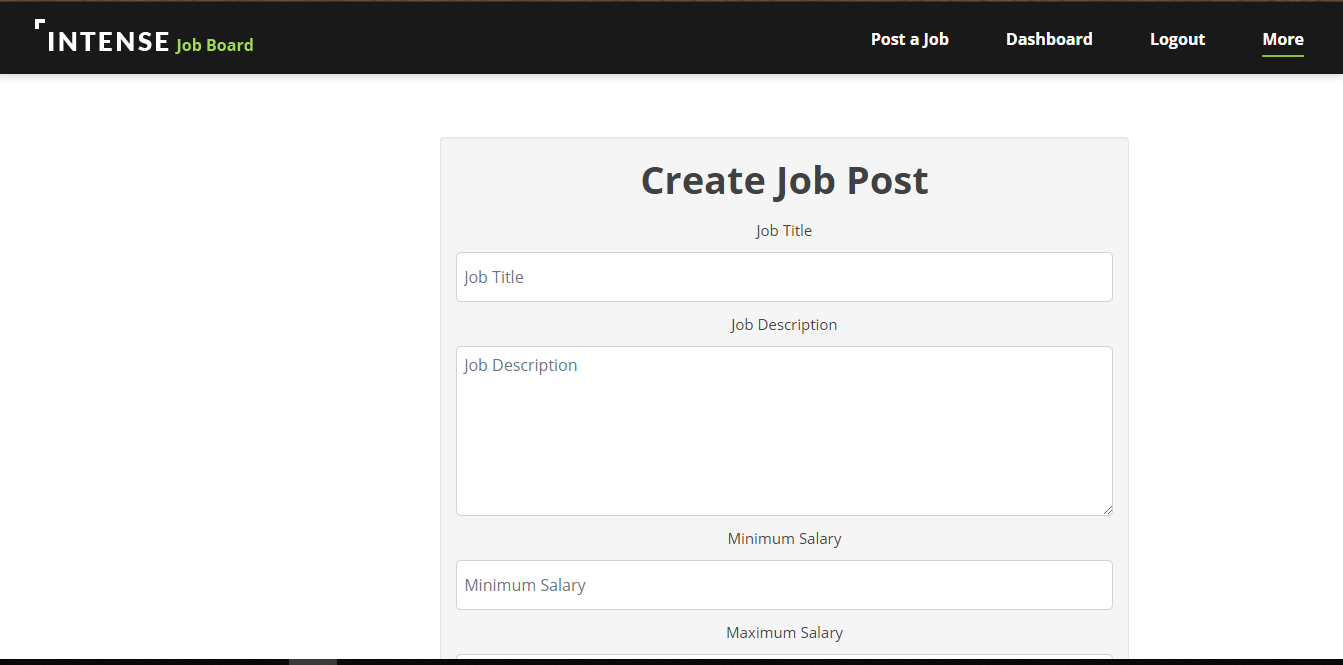 INTENSE Job Board
Post a Job Dashboard Logout More
Create Job Post
Job Title
Job Title
Job Description
Job Description
Minimum Salary
Minimum Salary
Maximum Salary